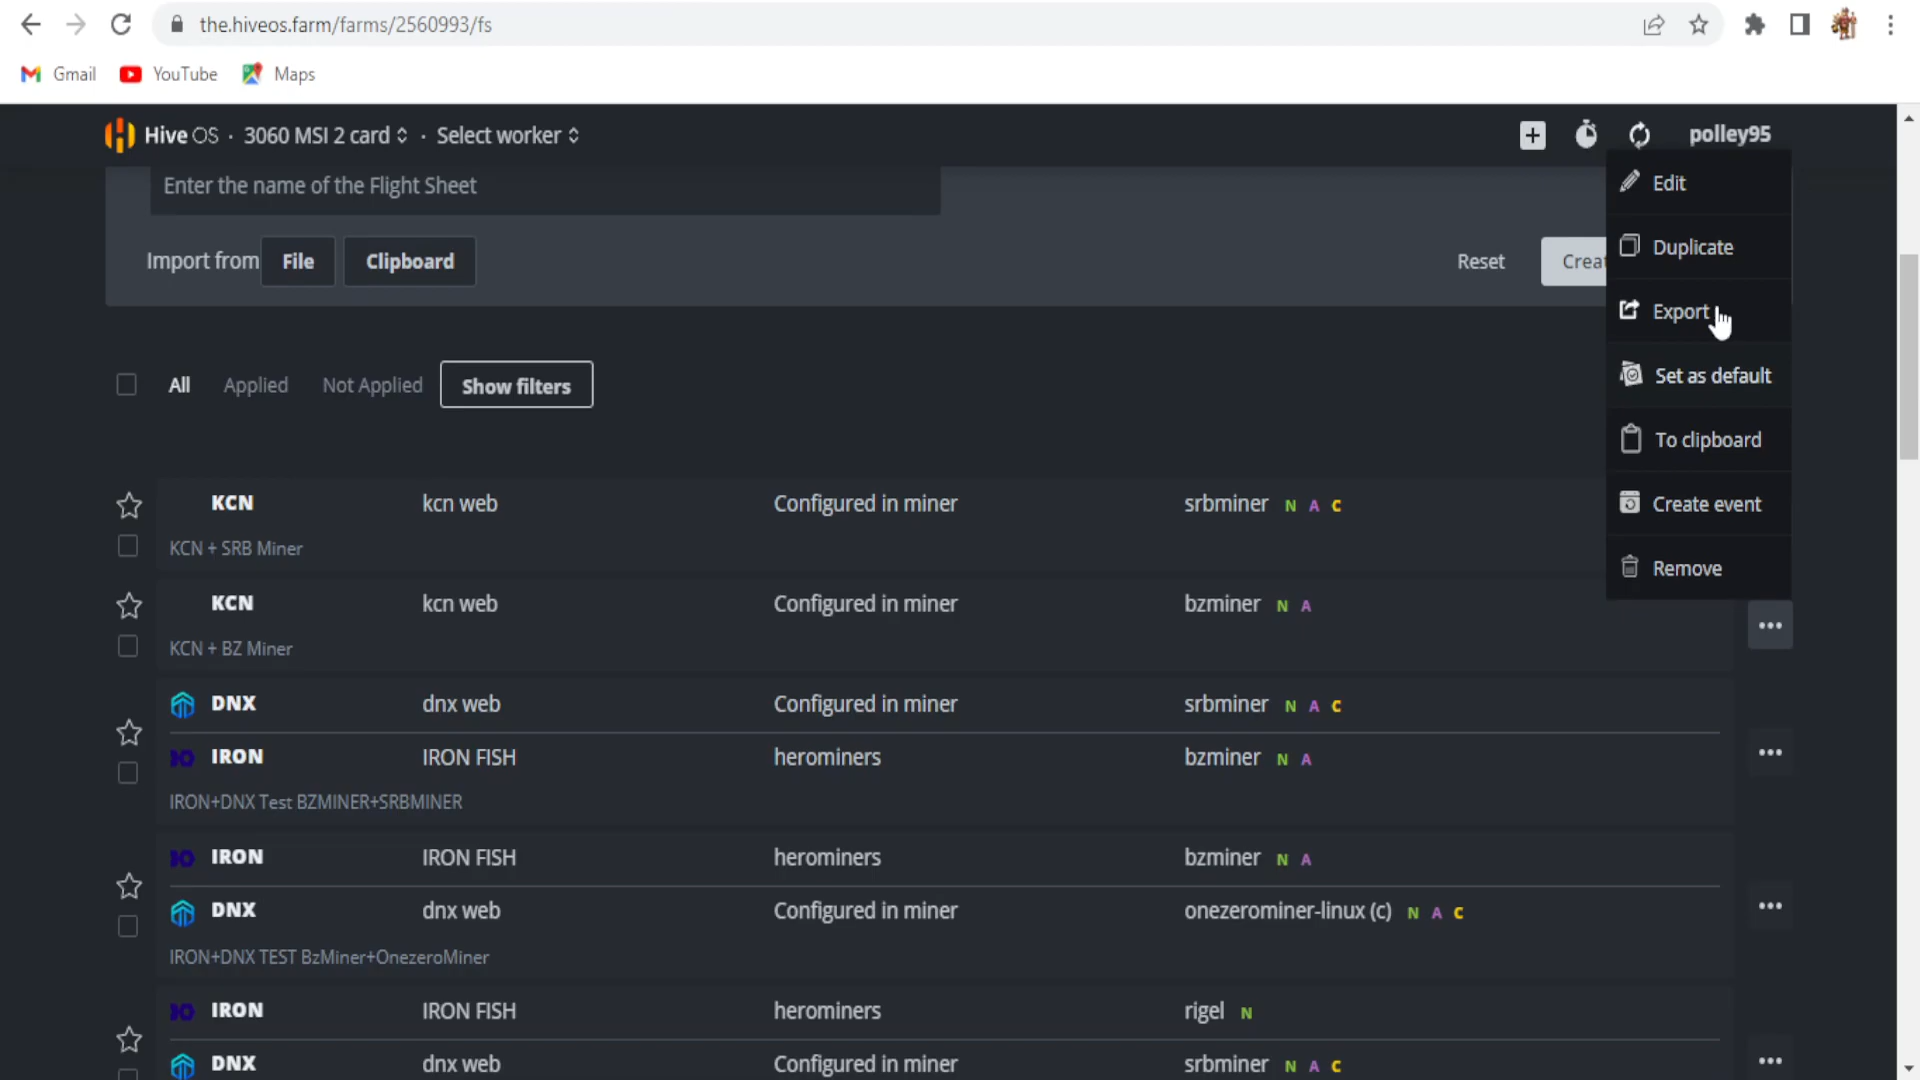 the.hiveos.farm/farms/2560993/fs
Gmail YouTube Maps
Hive OS · 3060 MSI 2 card · Select worker polley95
Enter the name of the Flight Sheet
Edit
Import from File Clipboard Reset Creat
Duplicate
Export
All Applied Not Applied Show filters
Set as default
To clipboard
KCN kcn web Configured in miner srbminer N A C
Create event
KCN + SRB Miner
Remove
KCN kcn web Configured in miner bzminer N A
KCN + BZ Miner
DNX dnx web Configured in miner srbminer N A C
IRON IRON FISH herominers bzminer N A
IRON+DNX Test BZMINER+SRBMINER
IRON IRON FISH herominers bzminer N A
DNX dnx web Configured in miner onezerominer-linux (c) N A C
IRON+DNX TEST BzMiner+OnezeroMiner
IRON IRON FISH herominers rigel N
DNX dnx web Configured in miner srbminer N A C